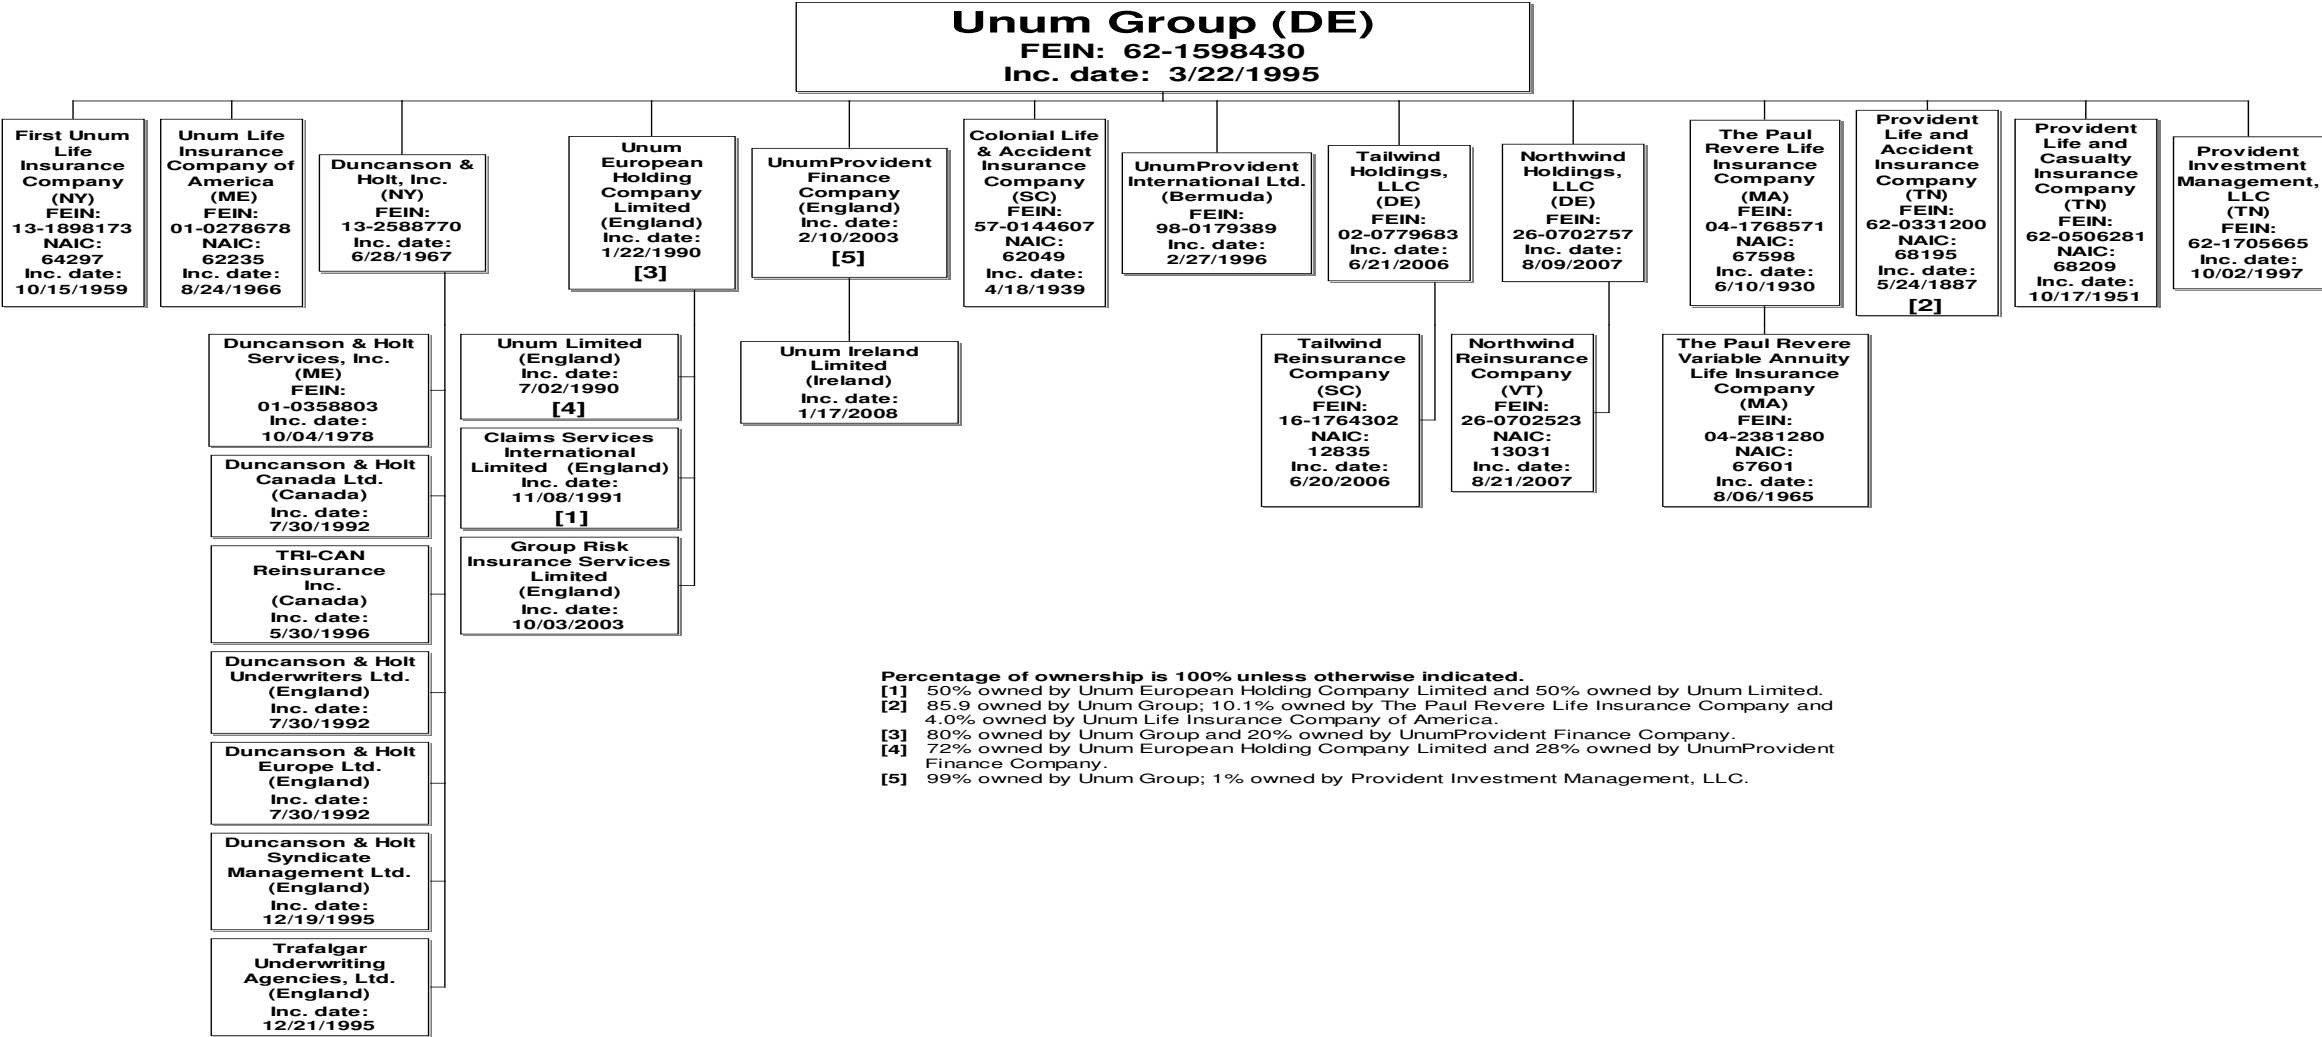 Unum Group (DE)
FEIN: 62-1598430
Inc. date: 3/22/1995
First Unum
Life
Insurance
Company
(NY)
FEIN:
13-1898173
NAIC:
64297
Inc. date:
10/15/1959
Unum Life
Insurance
Company of
America
(ME)
FEIN:
01-0278678
NAIC:
62235
Inc. date:
8/24/1966
Duncanson &
Holt, Inc.
(NY)
FEIN:
13-2588770
Inc. date:
6/28/1967
Unum
European
Holding
Company
Limited
(England)
Inc. date:
1/22/1990
[3]
UnumProvident
Finance
Company
(England)
Inc. date:
2/10/2003
[5]
Colonial Life
& Accident
Insurance
Company
(SC)
FEIN:
57-0144607
NAIC:
62049
Inc. date:
4/18/1939
UnumProvident
International Ltd.
(Bermuda)
FEIN:
98-0179389
Inc. date:
2/27/1996
Tailwind
Holdings,
LLC
(DE)
FEIN:
02-0779683
Inc. date:
6/21/2006
Northwind
Holdings,
LLC
(DE)
FEIN:
26-0702757
Inc. date:
8/09/2007
The Paul
Revere Life
Insurance
Company
(MA)
FEIN:
04-1768571
NAIC:
67598
Inc. date:
6/10/1930
Provident
Life and
Accident
Insurance
Company
(TN)
FEIN:
62-0331200
NAIC:
68195
Inc. date:
5/24/1887
[2]
Provident
Life and
Casualty
Insurance
Company
(TN)
FEIN:
62-0506281
NAIC:
68209
Inc. date:
10/17/1951
Provident
Investment
Management,
LLC
(TN)
FEIN:
62-1705665
Inc. date:
10/02/1997
Duncanson & Holt
Services, Inc.
(ME)
FEIN:
01-0358803
Inc. date:
10/04/1978
Duncanson & Holt
Canada Ltd.
(Canada)
Inc. date:
7/30/1992
TRI-CAN
Reinsurance
Inc.
(Canada)
Inc. date:
5/30/1996
Duncanson & Holt
Underwriters Ltd.
(England)
Inc. date:
7/30/1992
Duncanson & Holt
Europe Ltd.
(England)
Inc. date:
7/30/1992
Duncanson & Holt
Syndicate
Management Ltd.
(England)
Inc. date:
12/19/1995
Trafalgar
Underwriting
Agencies, Ltd.
(England)
Inc. date:
12/21/1995
Unum Limited
(England)
Inc. date:
7/02/1990
[4]
Claims Services
International
Limited (England)
Inc. date:
11/08/1991
[1]
Group Risk
Insurance Services
Limited
(England)
Inc. date:
10/03/2003
Unum Ireland
Limited
(Ireland)
Inc. date:
1/17/2008
Tailwind
Reinsurance
Company
(SC)
FEIN:
16-1764302
NAIC:
12835
Inc. date:
6/20/2006
Northwind
Reinsurance
Company
(VT)
FEIN:
26-0702523
NAIC:
13031
Inc. date:
8/21/2007
The Paul Revere
Variable Annuity
Life Insurance
Company
(MA)
FEIN:
04-2381280
NAIC:
67601
Inc. date:
8/06/1965
Percentage of ownership is 100% unless otherwise indicated.
[1] 50% owned by Unum European Holding Company Limited and 50% owned by Unum Limited.
[2] 85.9 owned by Unum Group; 10.1% owned by The Paul Revere Life Insurance Company and
4.0% owned by Unum Life Insurance Company of America.
[3] 80% owned by Unum Group and 20% owned by UnumProvident Finance Company.
[4] 72% owned by Unum European Holding Company Limited and 28% owned by UnumProvident
Finance Company.
[5] 99% owned by Unum Group; 1% owned by Provident Investment Management, LLC.